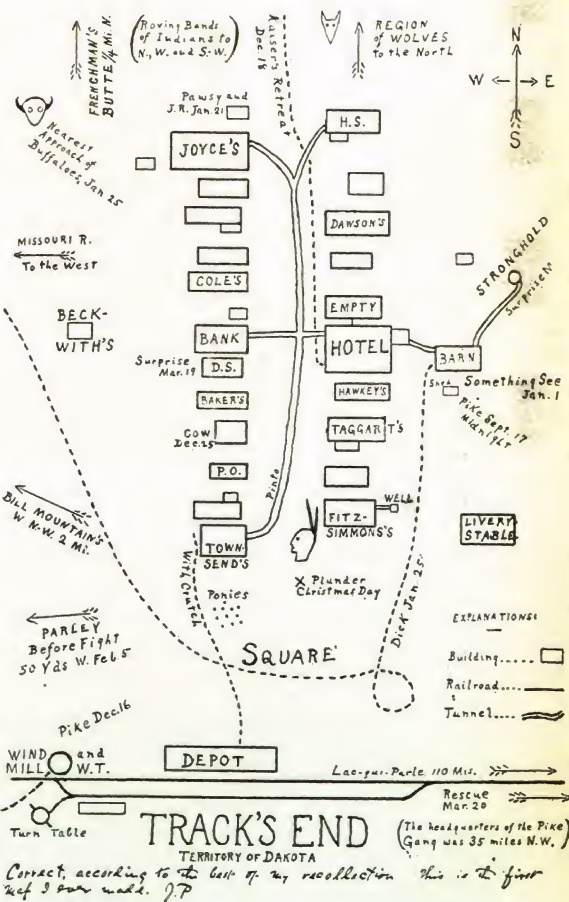 FRENCHMAN'S
BUTTE 1/4 Mi. N.
(Roving Bands
of Indians to
N., W. and S.-W.)
Kaiser's Retreat
Dec. 18
REGION
of WOLVES
to the North
N
W E
S
Nearest
Approach of
Buffaloes, Jan 25
Pawsy and
J.R. Jan. 21
JOYCE'S
H.S.
DAWSON'S
MISSOURI R.
To the West
COLE'S
STRONGHOLD
Surprise
EMPTY
BECK-
WITH'S
BANK
HOTEL
BARN
Surprise
Mar. 19
D.S.
Shed
Something See
Jan. 1
BAKER'S
HAWKEY'S
Pike Sept. 17
Midnight
Cow
Dec. 25
TAGGART'S
P.O.
Pinto
WELL
BILL MOUNTAIN'S
W N.W. 2 Mi.
TOWN-
SEND'S
FITZ-
SIMMONS'S
LIVERY
STABLE.
With Crutch
Ponies
X Plunder
Christmas Day
Dick Jan. 25
PARLEY
Before Fight
50 Yds W. Feb 5
SQUARE
EXPLANATIONS:
Building.....
Railroad....
Tunnel....
Pike Dec. 16
WIND and
MILL W.T.
DEPOT
Lac-qui-Parle 110 Mis.
Rescue
Mar. 20
Turn Table
TRACK'S END
TERRITORY OF DAKOTA
(The headquarters of the Pike
Gang was 35 miles N.W.)
Correct, according to the best of my recollection This is the first
map I ever made. J.P